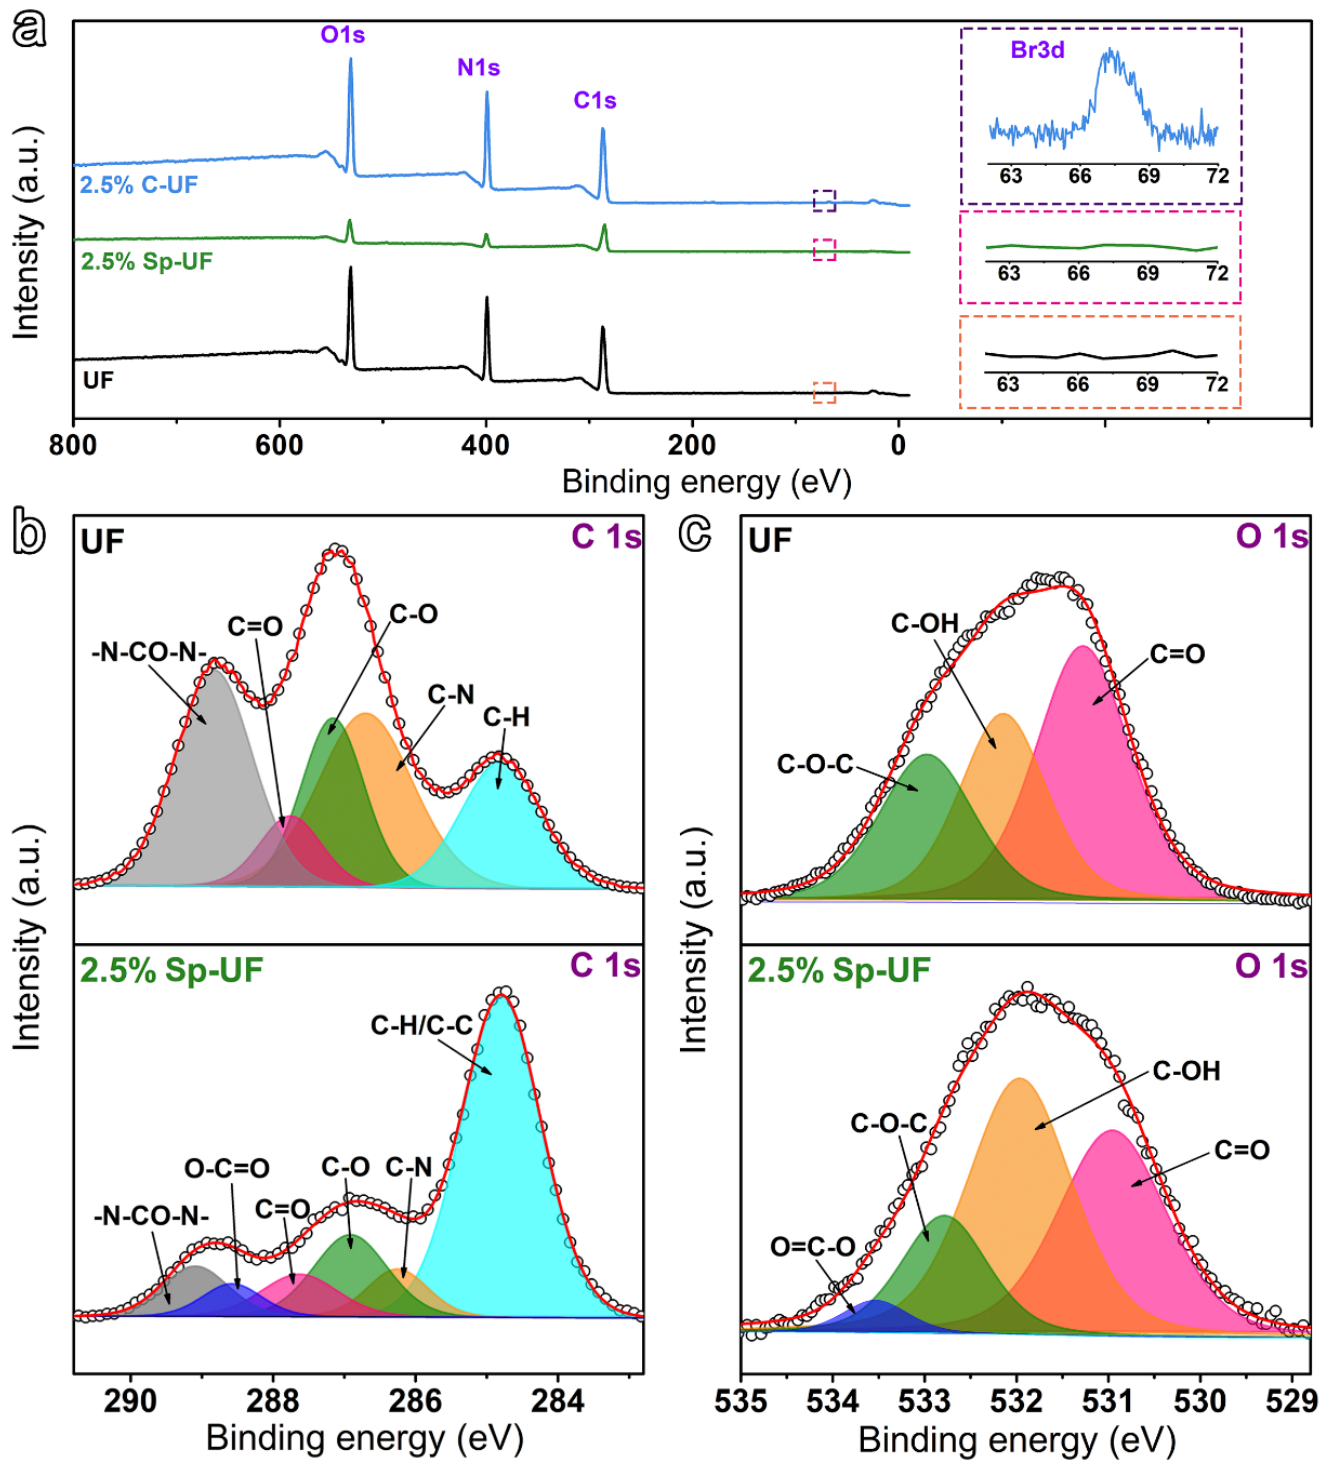 a
O1s
N1s
C1s
2.5% C-UF
2.5% Sp-UF
UF
Br3d
63 66 69 72
63 66 69 72
63 66 69 72
Intensity (a.u.)
800 600 400 200 0
Binding energy (eV)
b
UF
C 1s
-N-CO-N-
C=O
C-O
C-N
C-H
2.5% Sp-UF
C 1s
C-H/C-C
-N-CO-N-
O-C=O
C=O
C-O
C-N
Intensity (a.u.)
290 288 286 284
Binding energy (eV)
c
UF
O 1s
C-OH
C=O
C-O-C
2.5% Sp-UF
O 1s
C-OH
C-O-C
C=O
O=C-O
Intensity (a.u.)
535 534 533 532 531 530 529
Binding energy (eV)